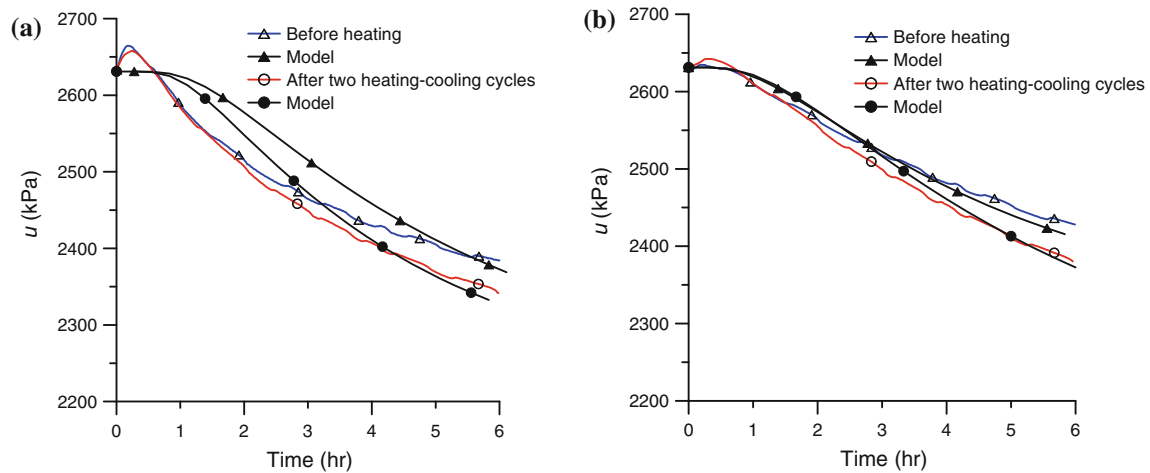 (a)
2700
2600
2500
2400
2300
2200
u (kPa)
Before heating
Model
After two heating-cooling cycles
Model
0 1 2 3 4 5 6
Time (hr)
(b)
2700
2600
2500
2400
2300
2200
u (kPa)
Before heating
Model
After two heating-cooling cycles
Model
0 1 2 3 4 5 6
Time (hr)